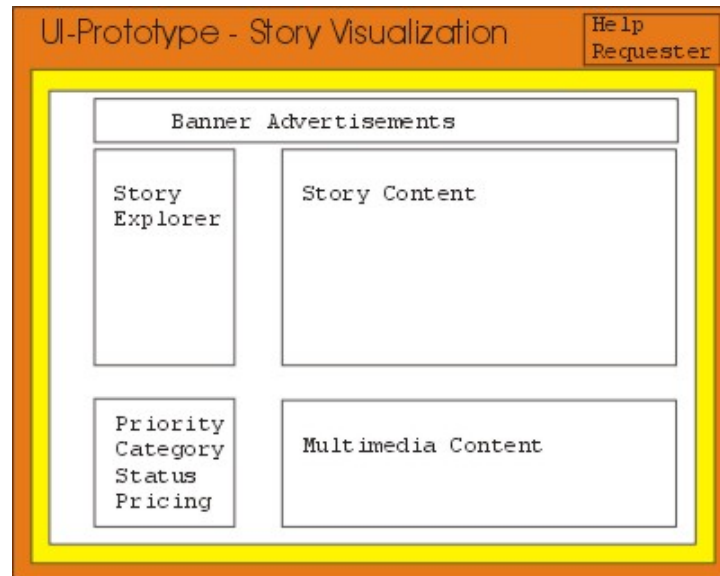 UI-Prototype - Story Visualization
Help
Requester
Banner Advertisements
Story
Explorer
Story Content
Priority
Category
Status
Pricing
Multimedia Content